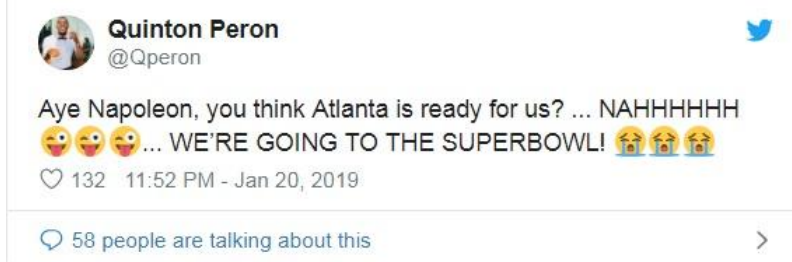 Quinton Peron
@Qperon
Aye Napoleon, you think Atlanta is ready for us? ... NAHHHHHH
😜😜😜... WE’RE GOING TO THE SUPERBOWL! 😭😭😭
132 11:52 PM - Jan 20, 2019
58 people are talking about this